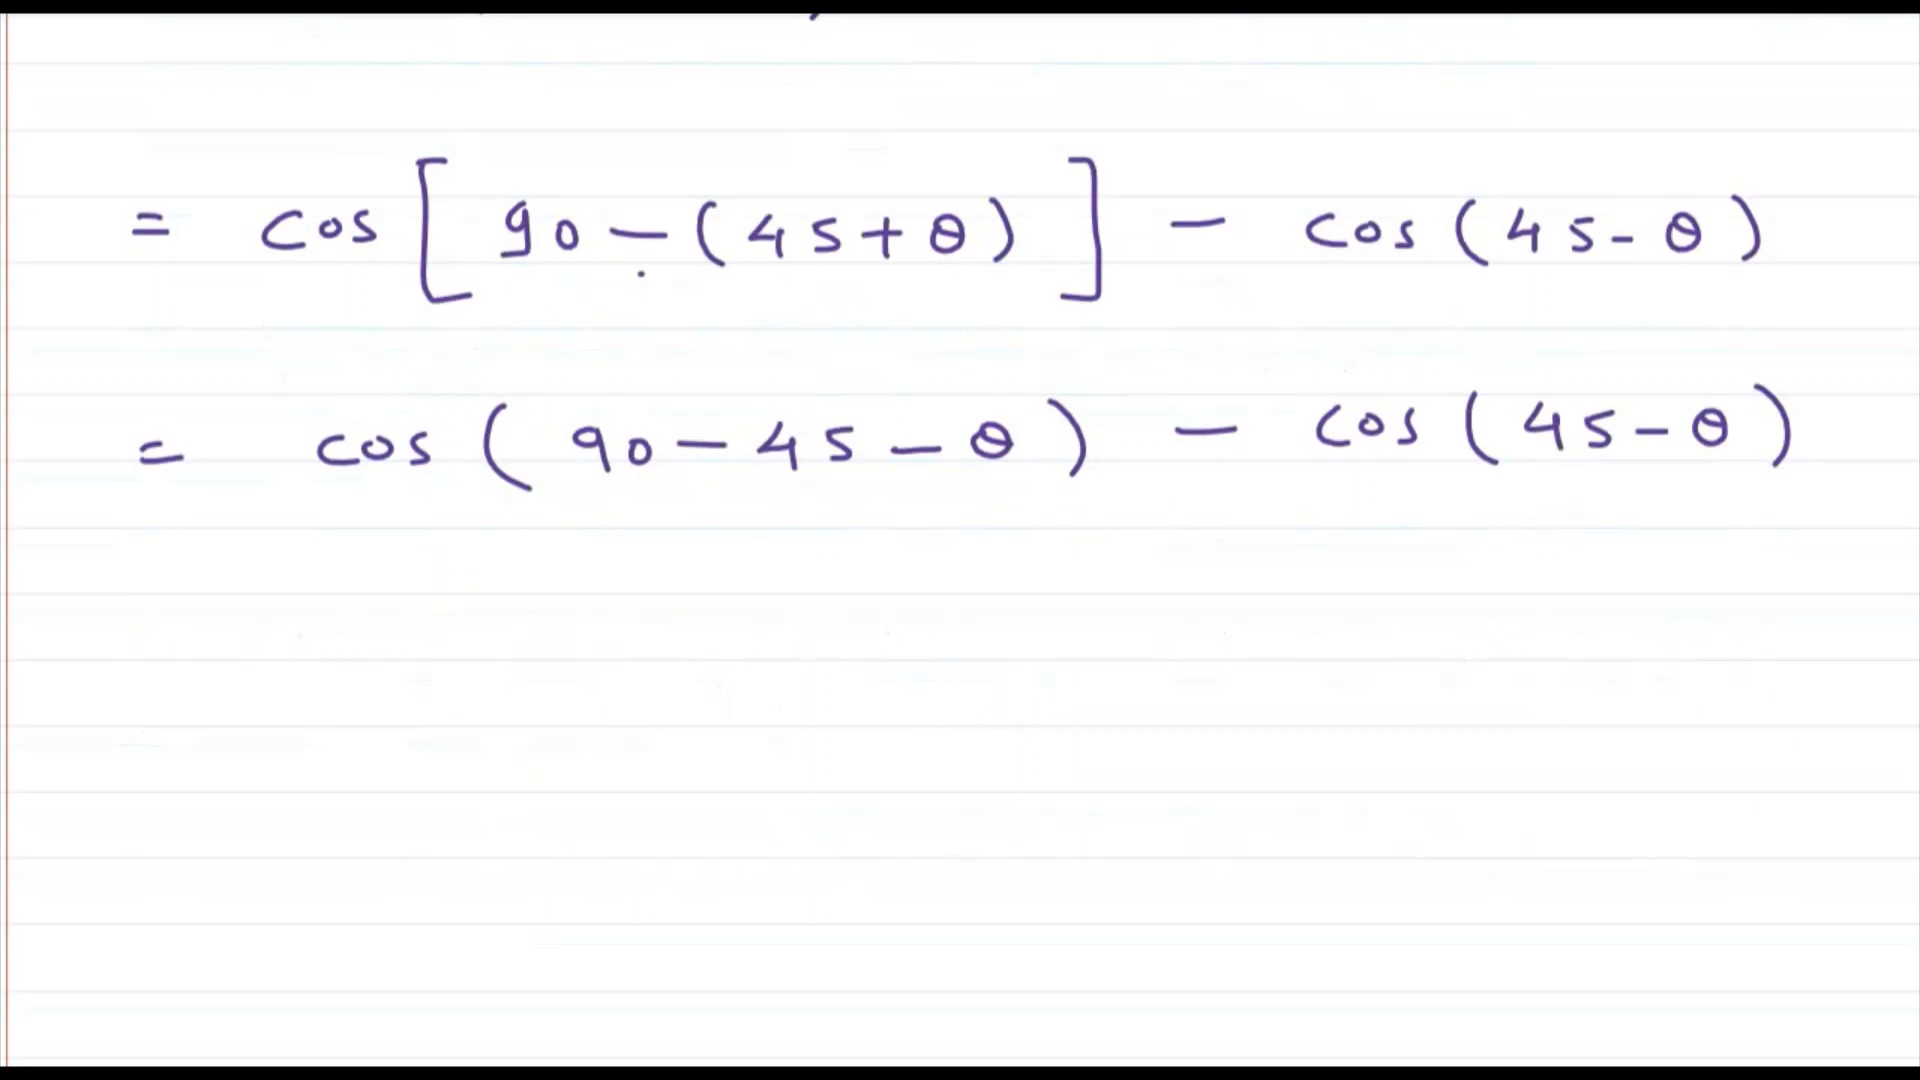 = cos [ 90 - (45+θ) ] - cos (45-θ)
= cos ( 90 - 45 - θ ) - cos (45-θ)